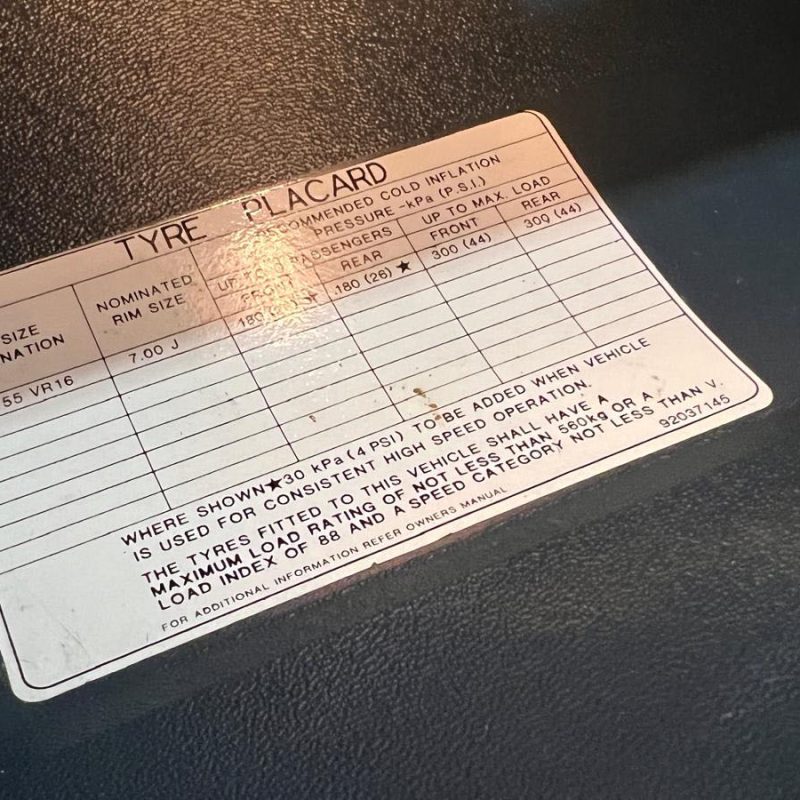 TYRE PLACARD
SIZE
NATION
NOMINATED
RIM SIZE
RECOMMENDED COLD INFLATION
PRESSURE -kPa (P.S.I.)
PASSENGERS
UP TO MAX. LOAD
FRONT
REAR
FRONT
REAR
55 VR16
7.00 J
180
180 (26) ★
300 (44)
300 (44)
WHERE SHOWN★30 kPa (4 PSI) TO BE ADDED WHEN VEHICLE
IS USED FOR CONSISTENT HIGH SPEED OPERATION.
THE TYRES FITTED TO THIS VEHICLE SHALL HAVE A
MAXIMUM LOAD RATING OF NOT LESS THAN 560kg OR A
LOAD INDEX OF 88 AND A SPEED CATEGORY NOT LESS THAN V.
FOR ADDITIONAL INFORMATION REFER OWNERS MANUAL
92037145